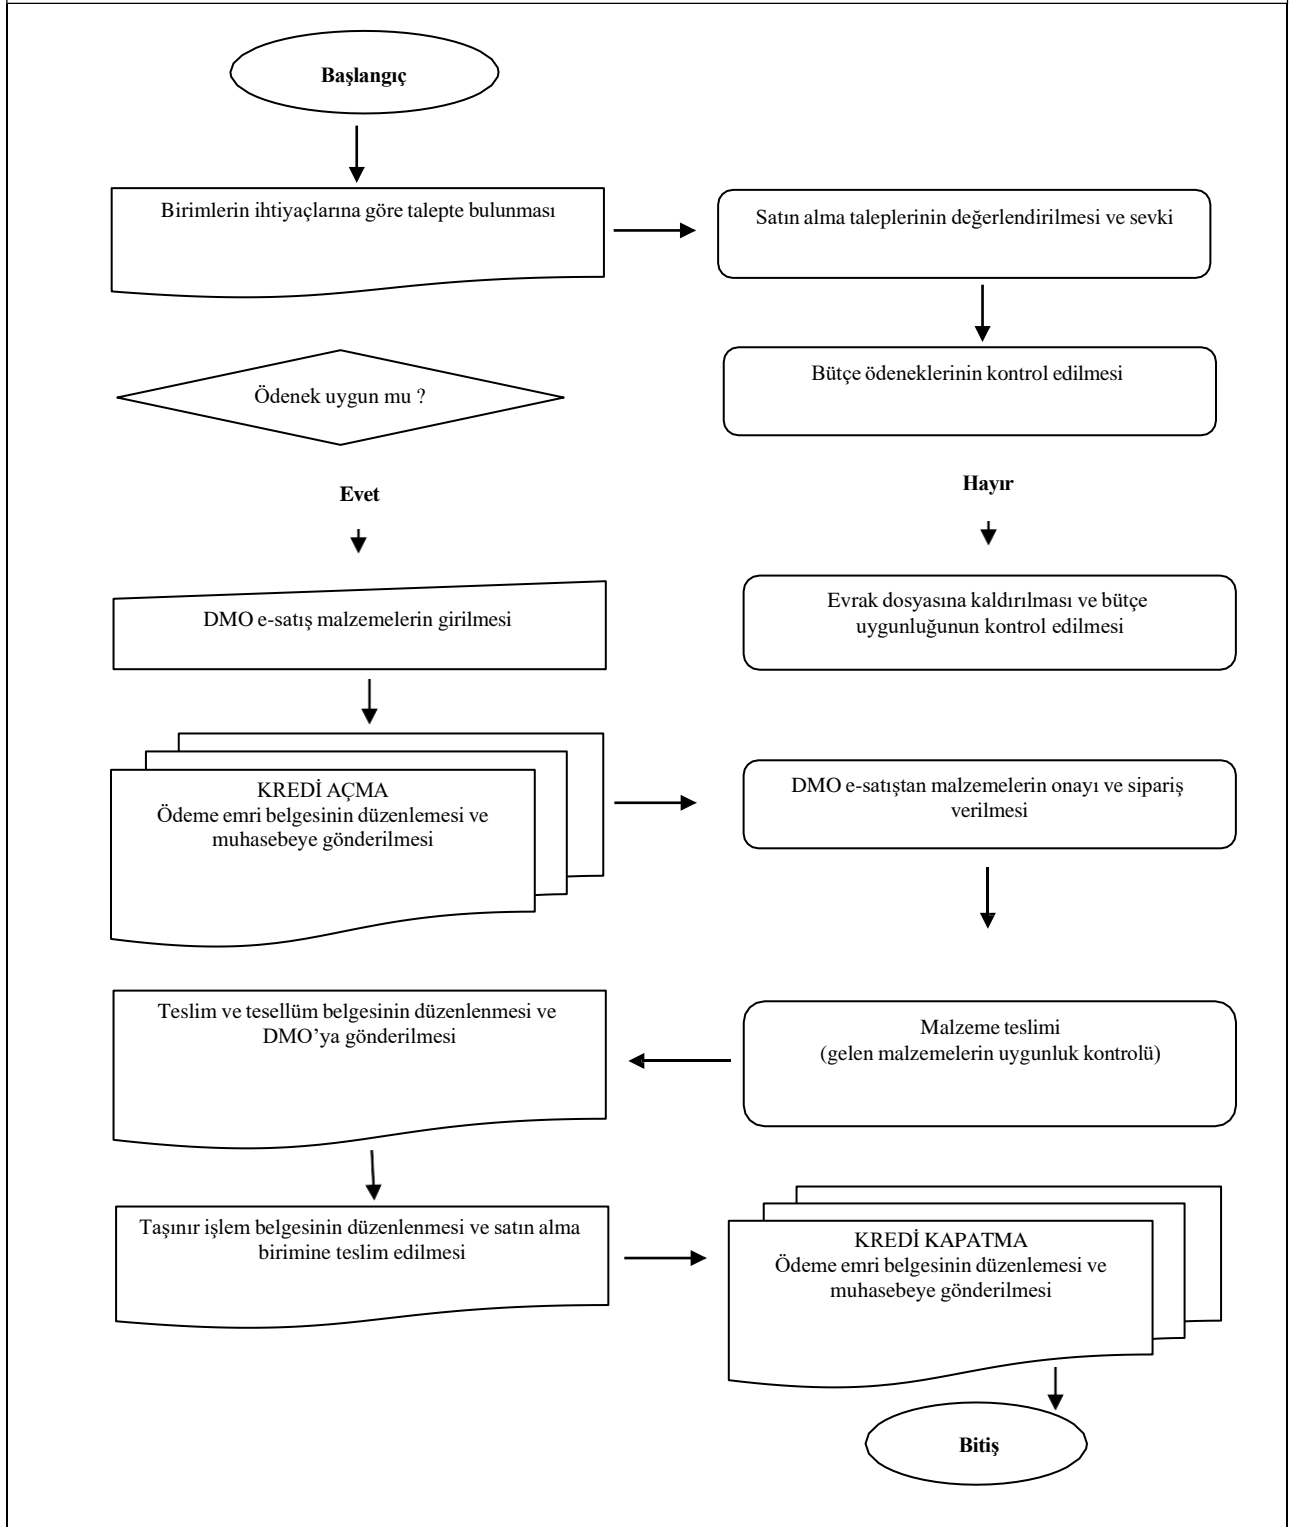 Başlangıç
Birimlerin ihtiyaçlarına göre talepte bulunması
Satın alma taleplerinin değerlendirilmesi ve sevki
Bütçe ödeneklerinin kontrol edilmesi
Ödenek uygun mu ?
Evet
Hayır
DMO e-satış malzemelerin girilmesi
Evrak dosyasına kaldırılması ve bütçe
uygunluğunun kontrol edilmesi
KREDİ AÇMA
Ödeme emri belgesinin düzenlemesi ve
muhasebeye gönderilmesi
DMO e-satıştan malzemelerin onayı ve sipariş
verilmesi
Malzeme teslimi
(gelen malzemelerin uygunluk kontrolü)
Teslim ve tesellüm belgesinin düzenlenmesi ve
DMO’ya gönderilmesi
Taşınır işlem belgesinin düzenlenmesi ve satın alma
birimine teslim edilmesi
KREDİ KAPATMA
Ödeme emri belgesinin düzenlemesi ve
muhasebeye gönderilmesi
Bitiş